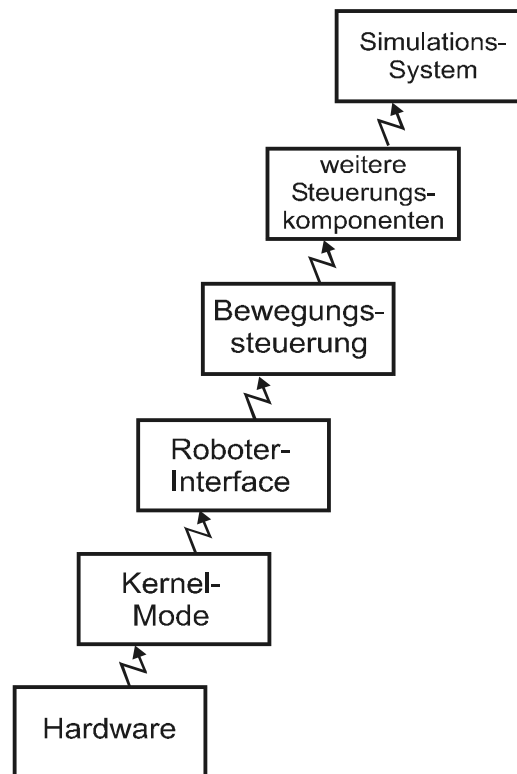 Simulations-
System
weitere
Steuerungs-
komponenten
Bewegungs-
steuerung
Roboter-
Interface
Kernel-
Mode
Hardware